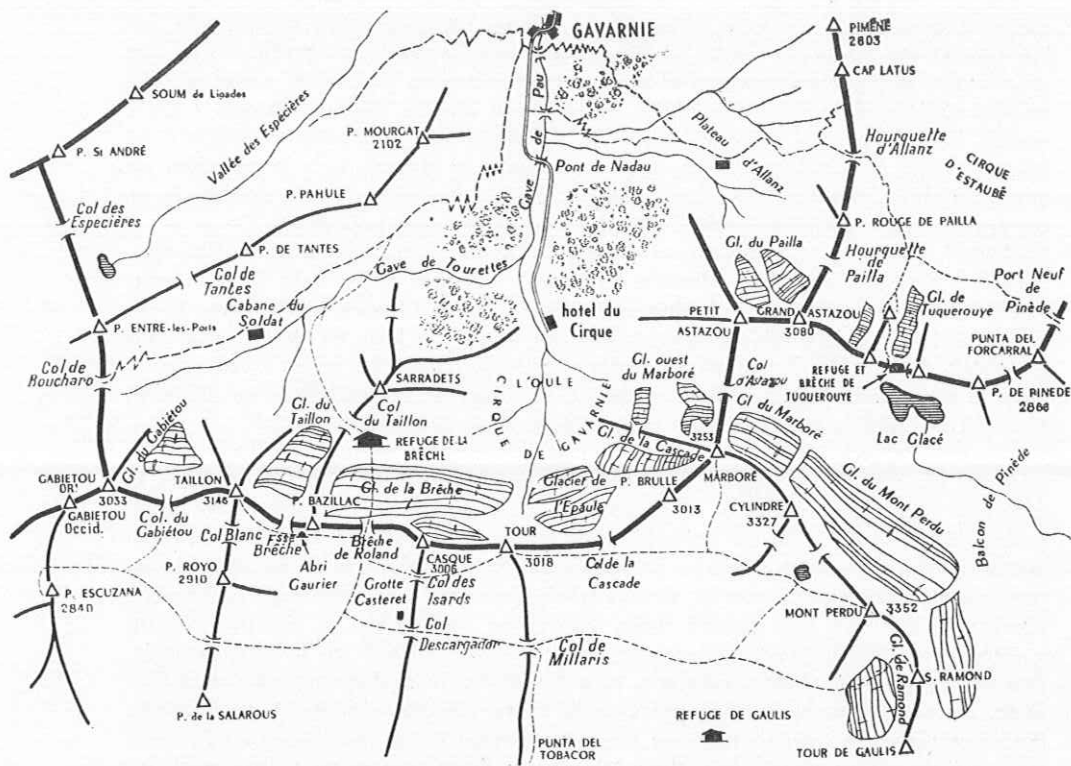 GAVARNIE
PIMÉNÉ
2803
CAP LATUS
SOUM de Ligades
P. St ANDRÉ
Vallée des Espécières
P. MOURGAT
2102
Gave de Pau
Plateau
d'Allanz
Hourquette
d'Allanz
CIRQUE
D'ESTAUBÉ
Pont de Nadau
P. PAHULE
Col des
Especières
P. DE TANTES
Col de
Tantes
Gave de Tourettes
P. ROUGE DE PAILLA
Gl. du Pailla
Hourquette
de
Pailla
Port Neuf
de
Pinède
Gl. de
Tuquerouye
Cabane du
Soldat
P. ENTRE-les-Ports
hotel du
Cirque
PETIT
ASTAZOU
GRAND
ASTAZOU
3080
PUNTA DEL
FORCARRAL
Col de
Boucharo
SARRADETS
Col
du Taillon
L'OULE
CIRQUE
DE
GAVARNIE
Gl. ouest
du Marboré
Col
d'Astazou
REFUGE ET
BRÈCHE DE
TUQUEROUYE
P. DE PINÈDE
2866
Lac Glacé
Gl. du Gabiétou
Gl. du
Taillon
REFUGE DE LA
BRÈCHE
Gl. de la Cascade
3253
MARBORÉ
Gl du Marboré
Balcon de Pinède
GABIETOU
ORt
3033
GABIETOU
Occid.
TAILLON
3146
P. BAZILLAC
Gl. de la Brêche
Glacier de
l'Epaule
P. BRULLE
3013
CYLINDRE
3327
Gl. du Mont Perdu
Col. du
Gabiétou
Col Blanc
Fsse
Brêche
Abri
Gaurier
Brêche
de Roland
CASQUE
3006
TOUR
3018
Col de la
Cascade
P. ROYO
2910
Grotte
Casteret
Col des
Isards
P. ESCUZANA
2840
MONT PERDU
3352
Col
Descargador
Col de
Millaris
Gl. de Ramond
S. RAMOND
P. de la SALAROUS
REFUGE DE GAULIS
PUNTA DEL
TOBACOR
TOUR DE GAULIS